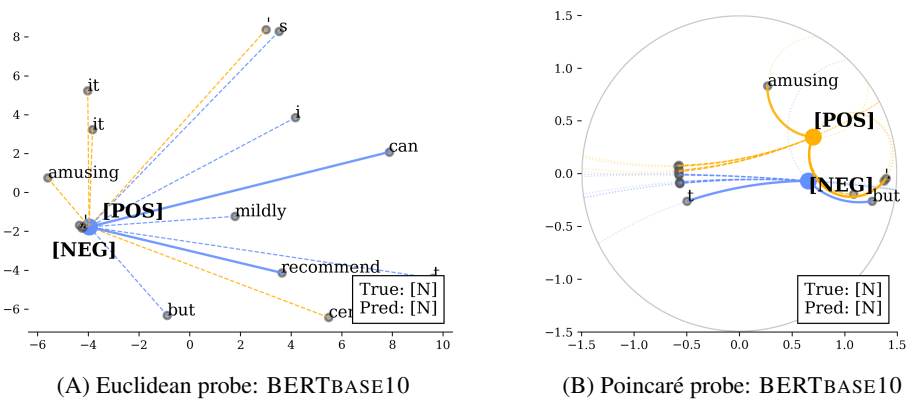 8
6
4
2
0
−2
−4
−6
−6
−4
−2
0
2
4
6
8
10
'
s
it
it
i
can
amusing
mildly
[POS]
[NEG]
recommend
t
but
cer
True: [N]
Pred: [N]
(A) Euclidean probe: BERTBASE10
1.5
1.0
0.5
0.0
−0.5
−1.0
−1.5
−1.5
−1.0
−0.5
0.0
0.5
1.0
1.5
amusing
[POS]
[NEG]
'
t
but
True: [N]
Pred: [N]
(B) Poincaré probe: BERTBASE10